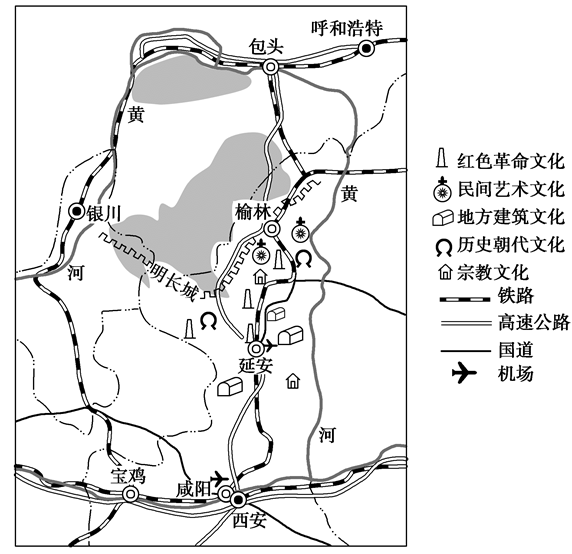 呼和浩特
包头
黄
银川
榆林
黄
河
明长城
延安
河
宝鸡
咸阳
西安
红色革命文化
民间艺术文化
地方建筑文化
历史朝代文化
宗教文化
铁路
高速公路
国道
机场